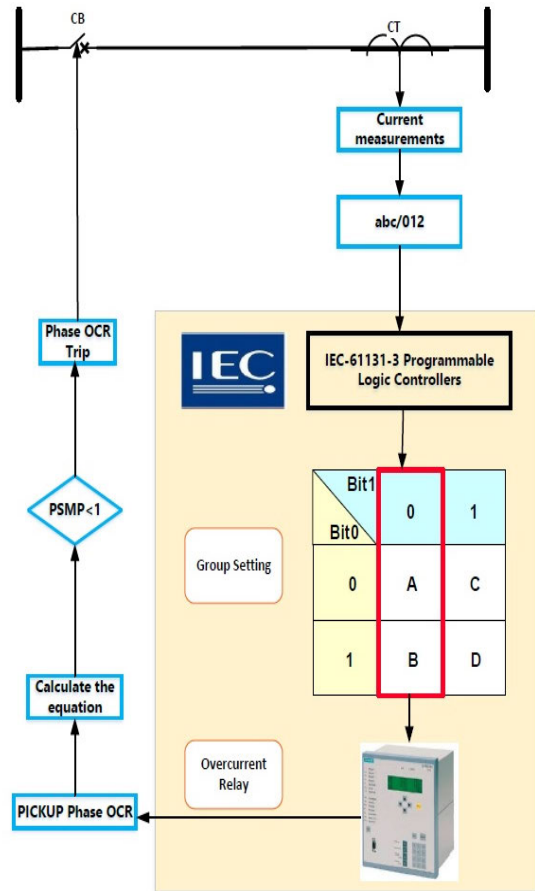 CB
CT
Current
measurements
abc/012
Phase OCR
Trip
IEC
IEC-61131-3 Programmable
Logic Controllers
PSMP<1
Bit1
Bit0
0
1
Group Setting
0
A
C
1
B
D
Calculate the
equation
Overcurrent
Relay
PICKUP Phase OCR